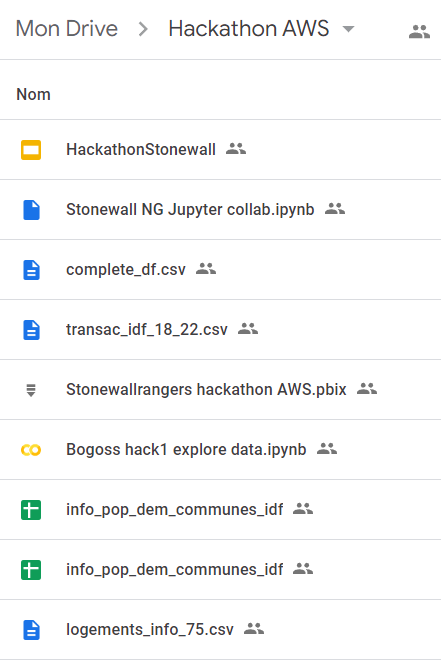 Mon Drive > Hackathon AWS
Nom
HackathonStonewall
Stonewall NG Jupyter collab.ipynb
complete_df.csv
transac_idf_18_22.csv
Stonewallrangers hackathon AWS.pbix
Bogoss hack1 explore data.ipynb
info_pop_dem_communes_idf
info_pop_dem_communes_idf
logements_info_75.csv